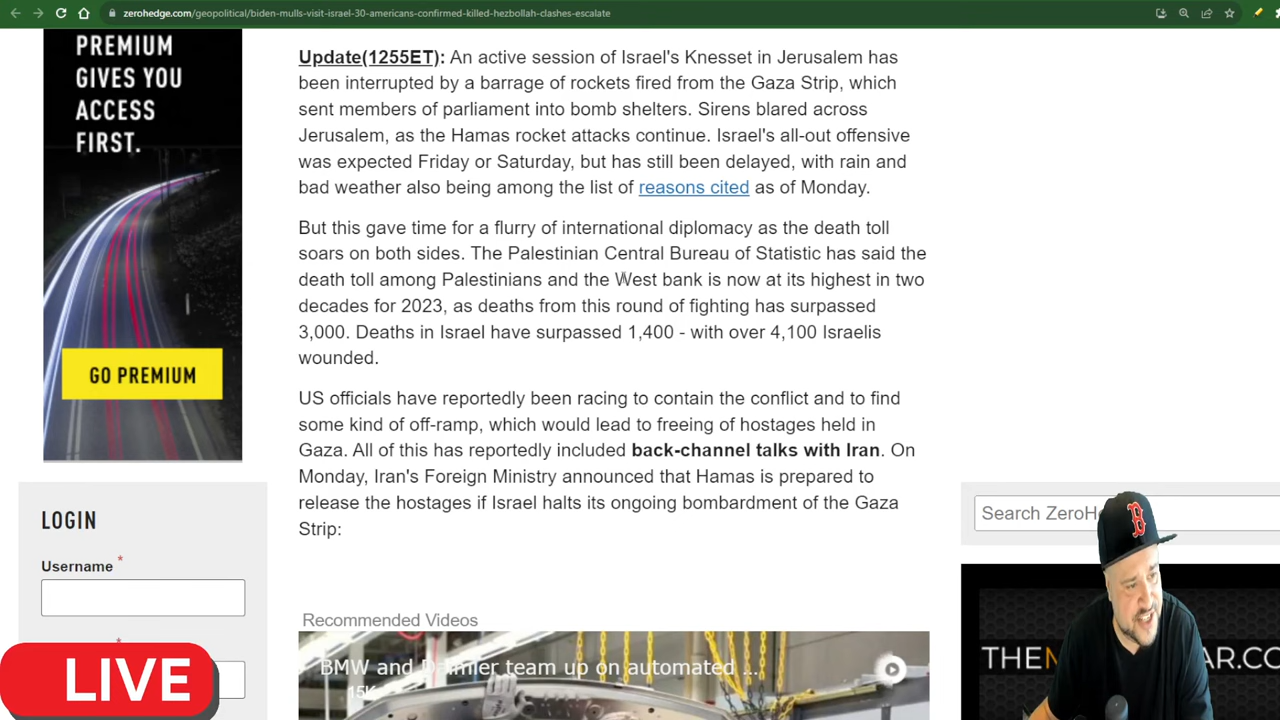 zerohedge.com/geopolitical/biden-mulls-visit-israel-30-americans-confirmed-killed-hezbollah-clashes-escalate
PREMIUM
GIVES YOU
ACCESS
FIRST.
GO PREMIUM
LOGIN
Username *
*
Update(1255ET): An active session of Israel's Knesset in Jerusalem has
been interrupted by a barrage of rockets fired from the Gaza Strip, which
sent members of parliament into bomb shelters. Sirens blared across
Jerusalem, as the Hamas rocket attacks continue. Israel's all-out offensive
was expected Friday or Saturday, but has still been delayed, with rain and
bad weather also being among the list of reasons cited as of Monday.
But this gave time for a flurry of international diplomacy as the death toll
soars on both sides. The Palestinian Central Bureau of Statistic has said the
death toll among Palestinians and the West bank is now at its highest in two
decades for 2023, as deaths from this round of fighting has surpassed
3,000. Deaths in Israel have surpassed 1,400 - with over 4,100 Israelis
wounded.
US officials have reportedly been racing to contain the conflict and to find
some kind of off-ramp, which would lead to freeing of hostages held in
Gaza. All of this has reportedly included back-channel talks with Iran. On
Monday, Iran's Foreign Ministry announced that Hamas is prepared to
release the hostages if Israel halts its ongoing bombardment of the Gaza
Strip:
Recommended Videos
BMW and Daimler team up on automated ...
15K
Search ZeroH
B
THE
AR.CO
LIVE